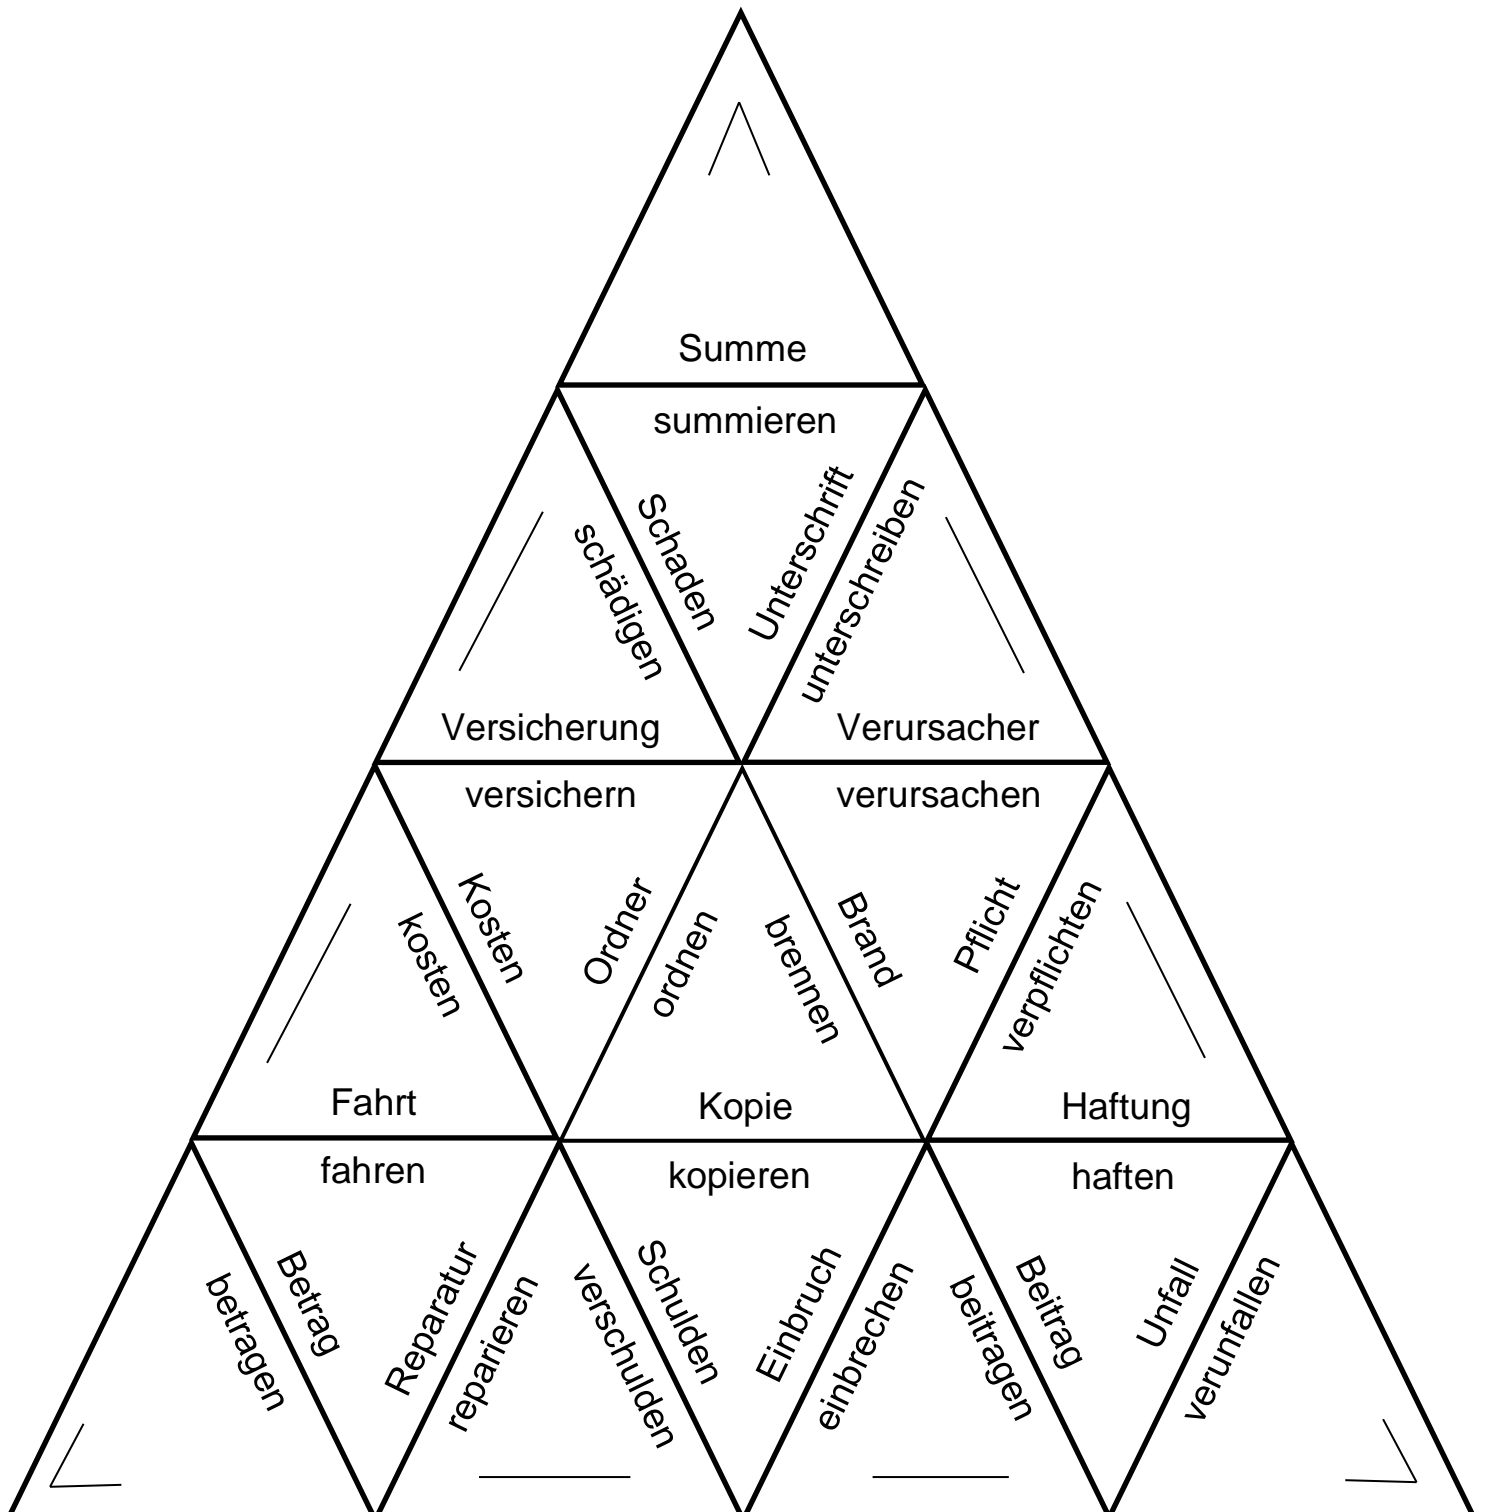 Summe
summieren
schädigen
Schaden
Unterschrift
unterschreiben
Versicherung
Verursacher
versichern
verursachen
kosten
Kosten
Ordner
ordnen
brennen
Brand
Pflicht
verpflichten
Fahrt
Kopie
Haftung
fahren
kopieren
haften
betragen
Betrag
Reparatur
reparieren
verschulden
Schulden
Einbruch
einbrechen
beitragen
Beitrag
Unfall
verunfallen